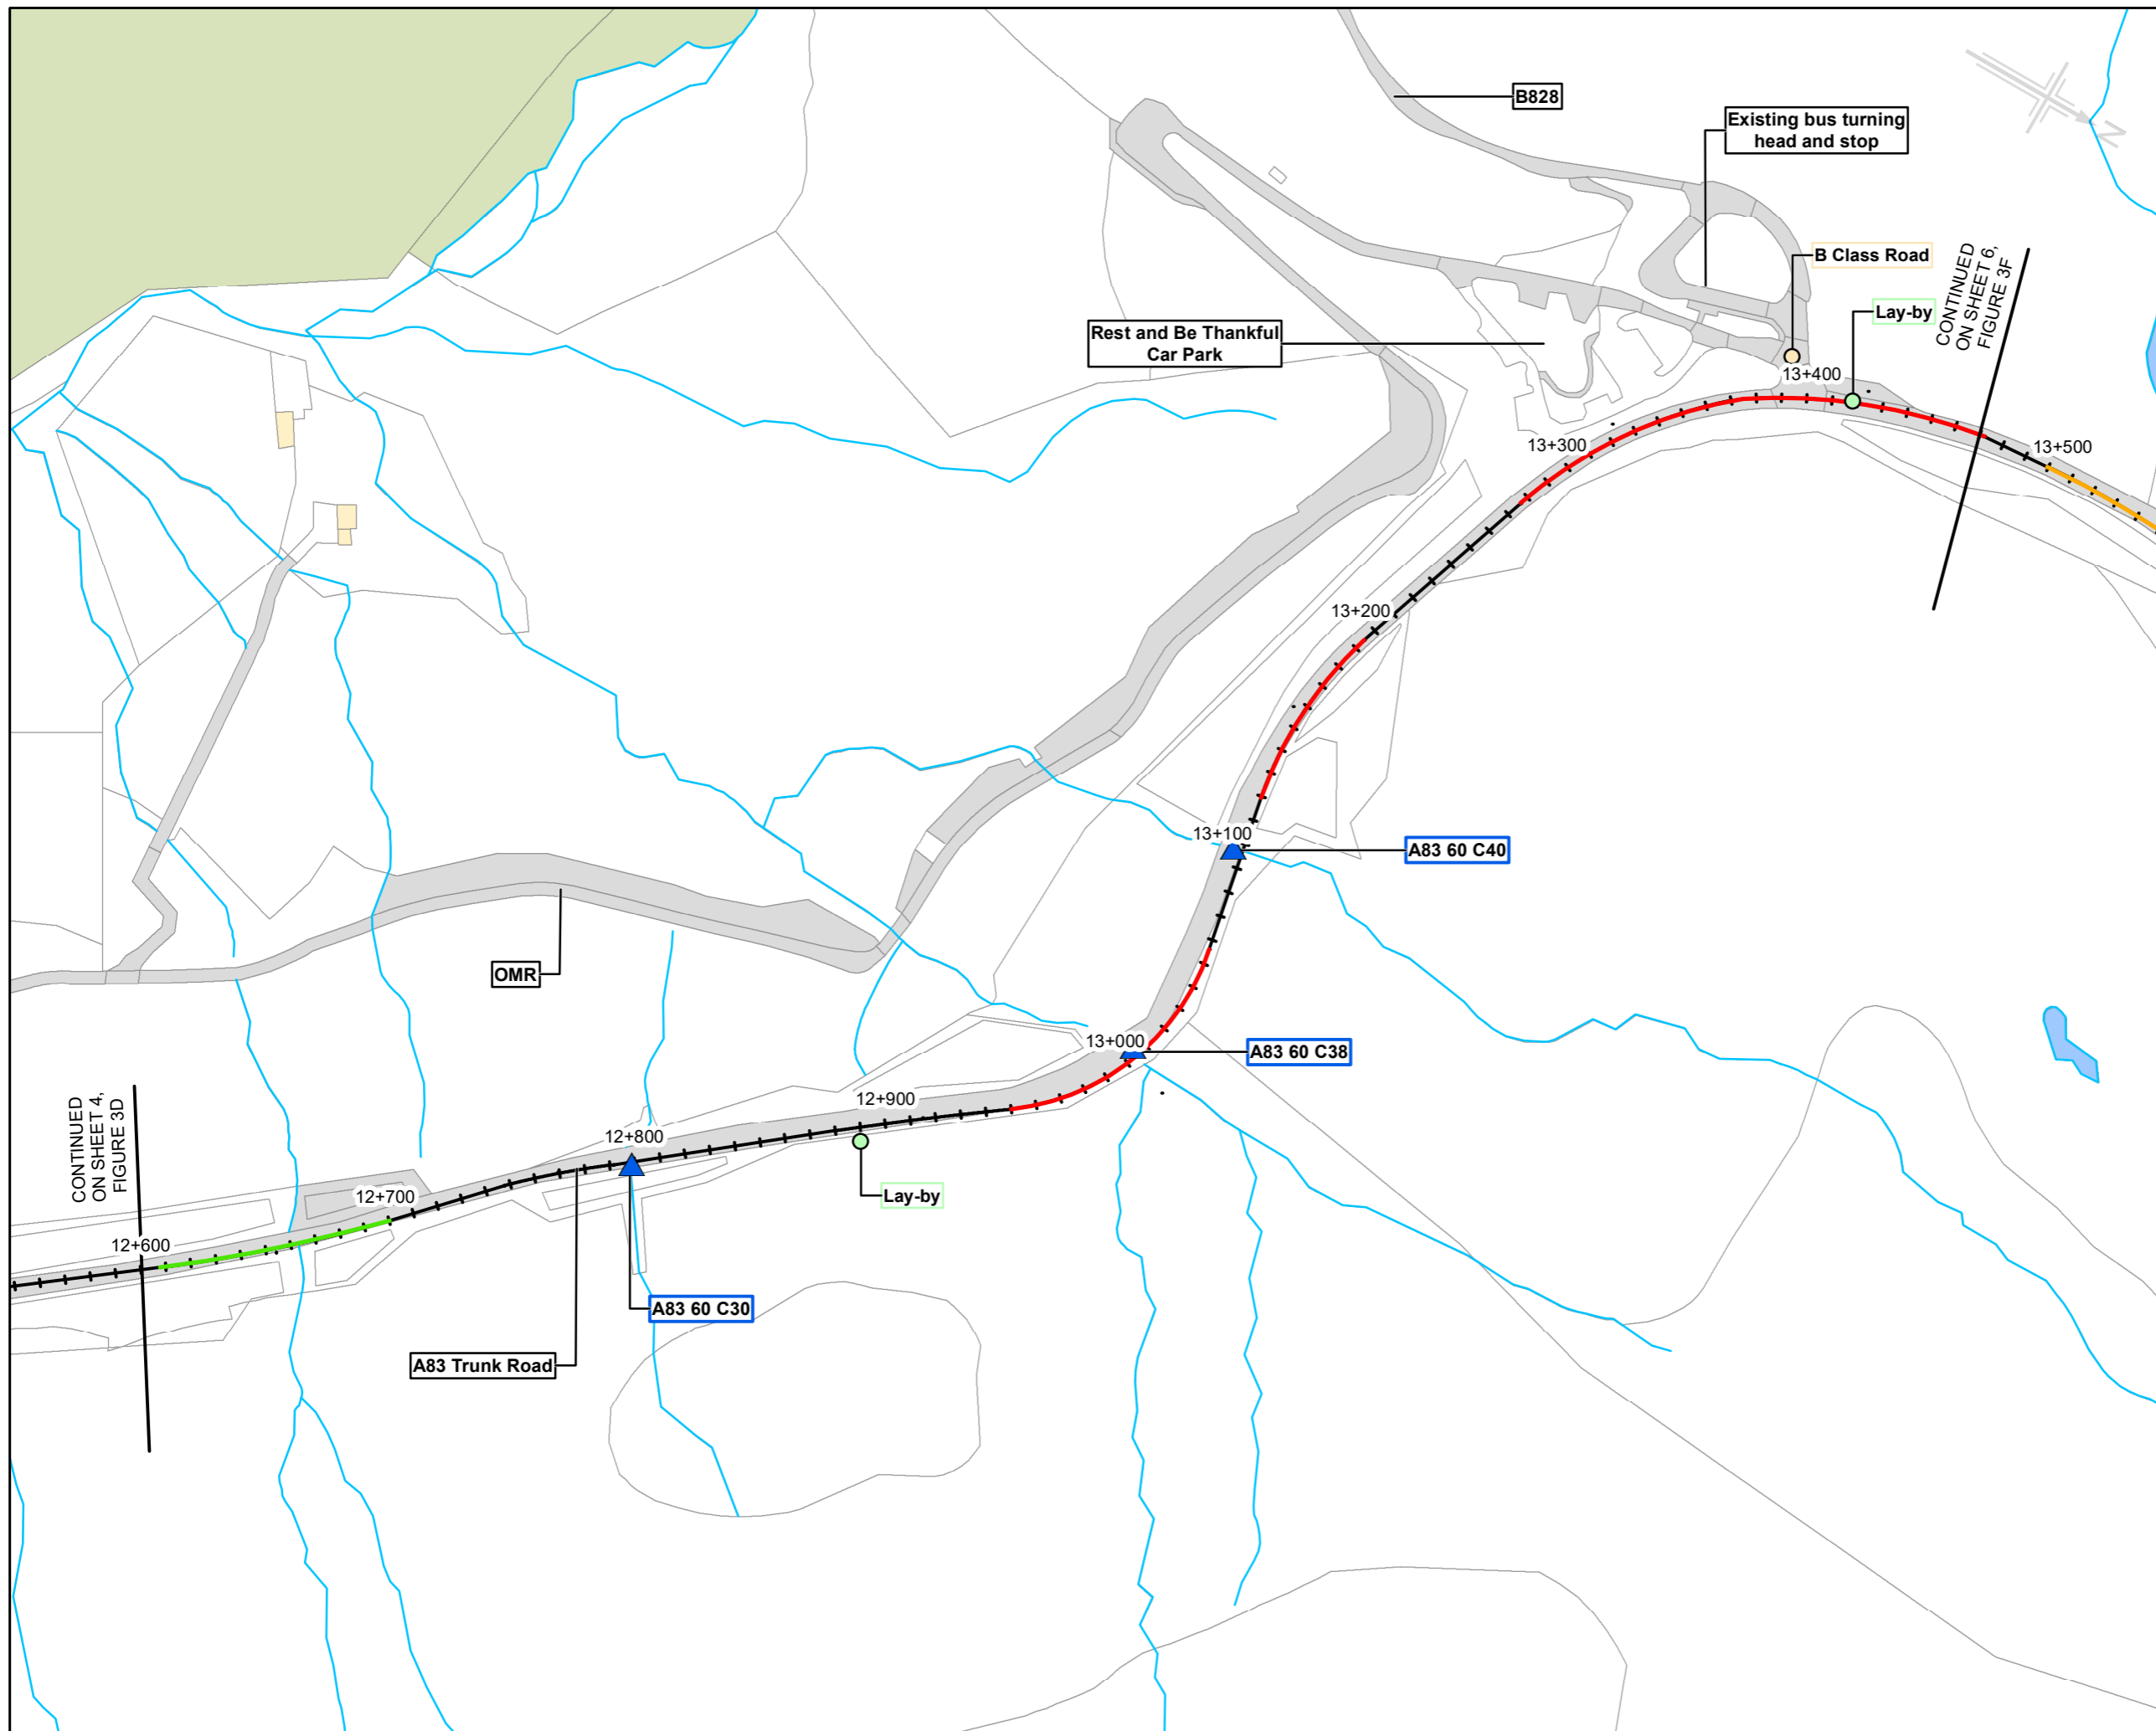 B828
Existing bus turning
head and stop
N
B Class Road
CONTINUED
ON SHEET 6,
FIGURE 3F
Lay-by
Rest and Be Thankful
Car Park
13+400
13+300
13+500
13+200
13+100
A83 60 C40
OMR
13+000
A83 60 C38
CONTINUED
ON SHEET 4,
FIGURE 3D
12+900
12+800
Lay-by
12+700
12+600
A83 60 C30
A83 Trunk Road